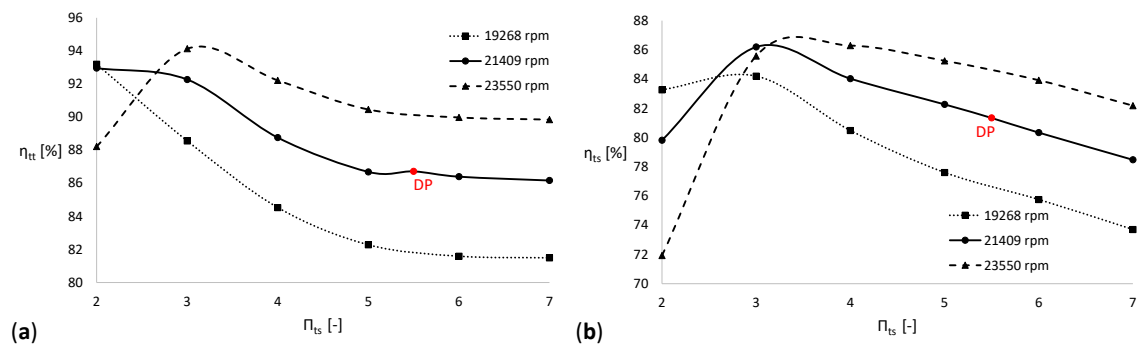 96
94
92
90
88
86
84
82
80
η_tt [%]
2 3 4 5 6 7
Π_ts [-]
19268 rpm
21409 rpm
23550 rpm
DP
(a)
88
86
84
82
80
78
76
74
72
70
η_ts [%]
2 3 4 5 6 7
Π_ts [-]
DP
19268 rpm
21409 rpm
23550 rpm
(b)